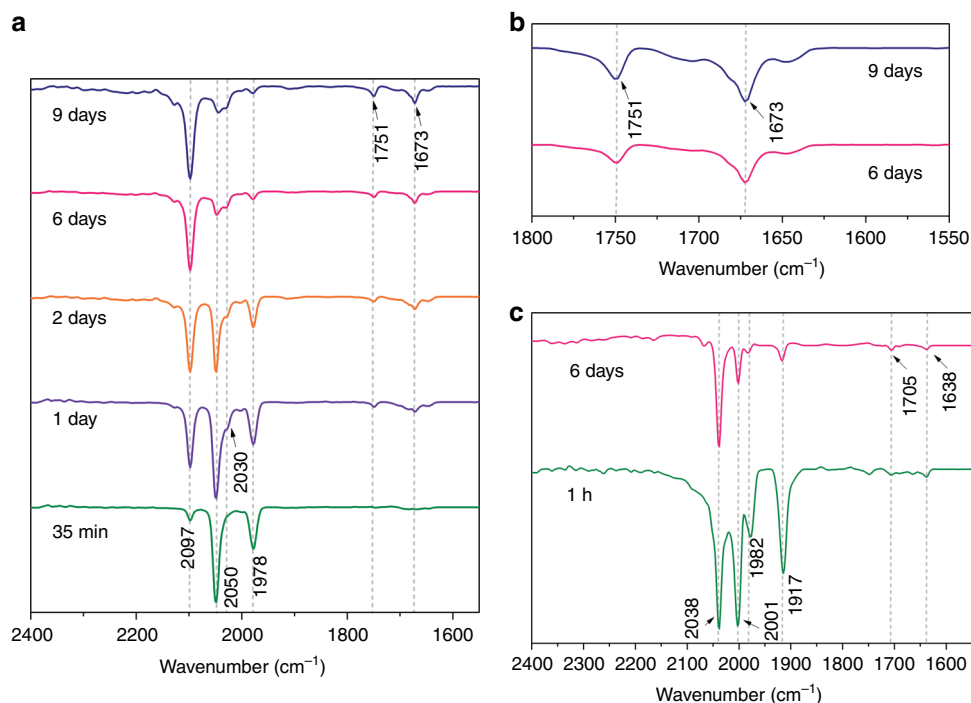 a
9 days
6 days
2 days
1 day
35 min
1751
1673
2030
2097
2050
1978
2400 2200 2000 1800 1600
Wavenumber (cm⁻¹)
b
9 days
6 days
1751
1673
1800 1750 1700 1650 1600 1550
Wavenumber (cm⁻¹)
c
6 days
1 h
1705
1638
2038
2001
1982
1917
2400 2300 2200 2100 2000 1900 1800 1700 1600
Wavenumber (cm⁻¹)